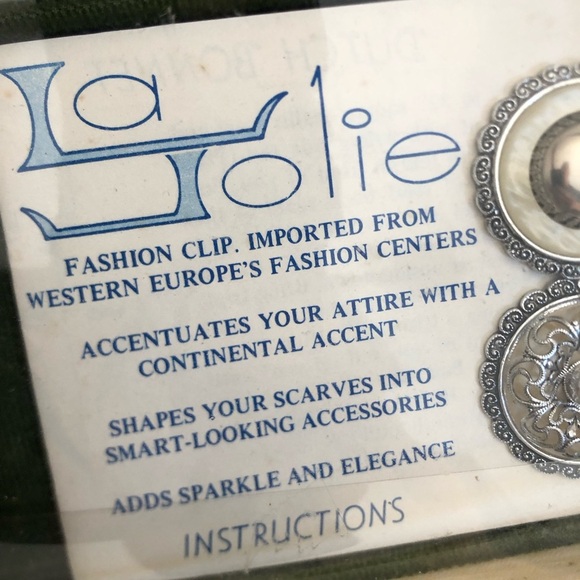 La Jolie
FASHION CLIP. IMPORTED FROM
WESTERN EUROPE'S FASHION CENTERS
ACCENTUATES YOUR ATTIRE WITH A
CONTINENTAL ACCENT
SHAPES YOUR SCARVES INTO
SMART-LOOKING ACCESSORIES
ADDS SPARKLE AND ELEGANCE
INSTRUCTIONS